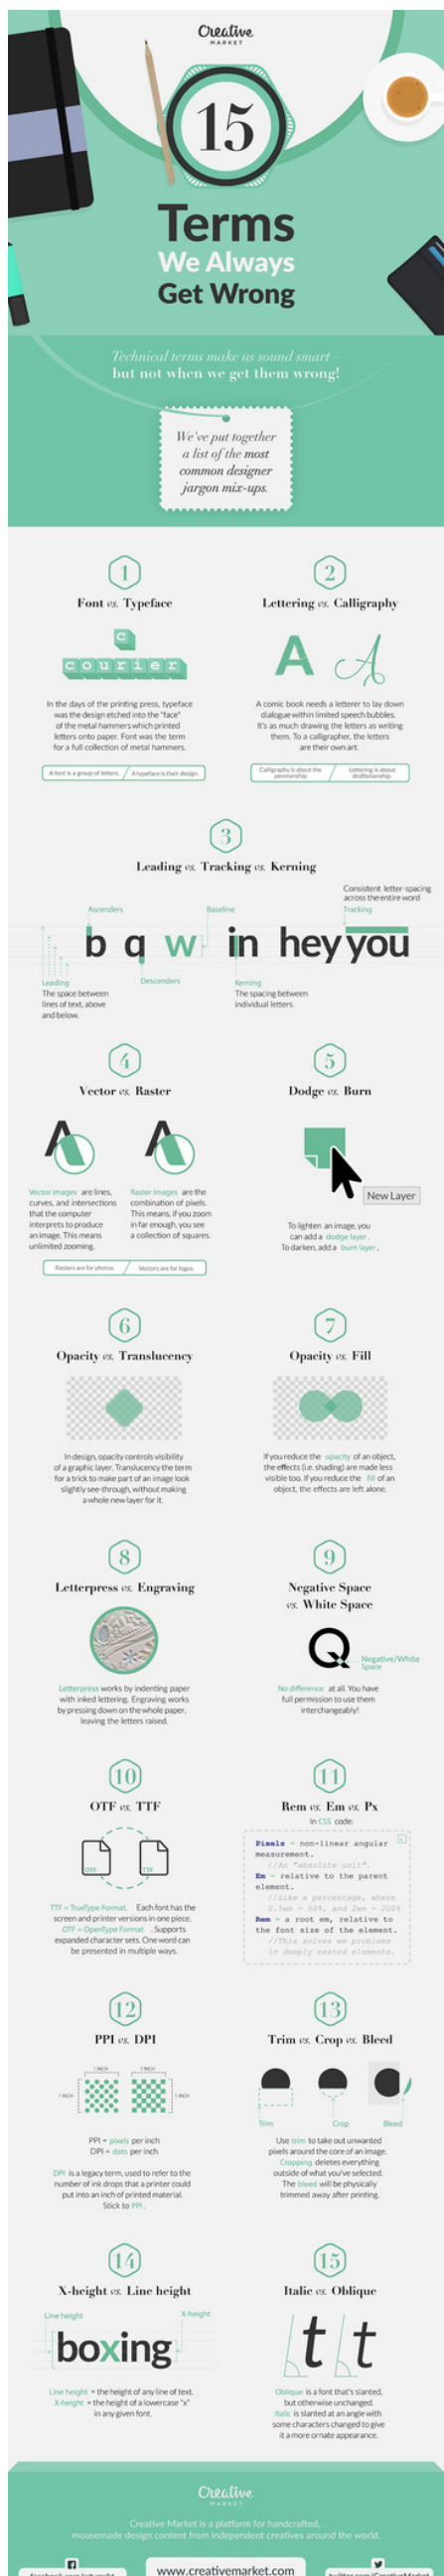 Creative
MARKET
15
Terms
We Always
Get Wrong
Technical terms make us sound smart—
but not when we get them wrong!
We've put together
a list of the most
common designer
jargon mix-ups.
1
Font vs. Typeface
c
courier
In the days of the printing press, typeface
was the design etched into the "face"
of the metal hammers which printed
letters onto paper. Font was the term
for a full collection of metal hammers.
A font is a group of letters. / A typeface is their design.
2
Lettering vs. Calligraphy
A A
A comic book needs a letterer to lay down
dialogue within limited speech bubbles.
It's as much drawing the letters as writing
them. To a calligrapher, the letters
are their own art.
Calligraphy is about the
penmanship
Lettering is about
draftsmanship.
3
Leading vs. Tracking vs. Kerning
Consistent letter-spacing
across the entire word
Ascenders
Baseline
Tracking
b q w in hey you
Leading
The space between
lines of text, above
and below.
Descenders
Kerning
The spacing between
individual letters.
4
Vector vs. Raster
Vector images are lines,
curves, and intersections
that the computer
interprets to produce
an image. This means
unlimited zooming.
Raster images are the
combination of pixels.
This means, if you zoom
in far enough, you see
a collection of squares.
Rasters are for photos. / Vectors are for logos.
5
Dodge vs. Burn
New Layer
To lighten an image, you
can add a dodge layer.
To darken, add a burn layer.
6
Opacity vs. Translucency
In design, opacity controls visibility
of a graphic layer. Translucency the term
for a trick to make part of an image look
slightly see-through, without making
a whole new layer for it.
7
Opacity vs. Fill
If you reduce the opacity of an object,
the effects (i.e. shading) are made less
visible too. If you reduce the fill of an
object, the effects are left alone.
8
Letterpress vs. Engraving
Letterpress works by indenting paper
with inked lettering. Engraving works
by pressing down on the whole paper,
leaving the letters raised.
9
Negative Space
vs. White Space
Q
Negative/White
Space
No difference at all. You have
full permission to use them
interchangeably!
10
OTF vs. TTF
OTF
TTF
TTF = TrueType Format. Each font has the
screen and printer versions in one piece.
OTF = OpenType Format. Supports
expanded character sets. One word can
be presented in multiple ways.
11
Rem vs. Em vs. Px
In CSS code:
Pixels = non-linear angular
measurement.
//An "absolute unit".
Em = relative to the parent
element.
//Like a percentage, where
0.5em = 50%, and 2em = 200%
Rem = a root em, relative to
the font size of the element.
//This solves em problems
in deeply nested elements.
12
PPI vs. DPI
1 INCH
1 INCH
1 INCH
1 INCH
PPI = pixels per inch
DPI = dots per inch
DPI is a legacy term, used to refer to the
number of ink drops that a printer could
put into an inch of printed material.
Stick to PPI.
13
Trim vs. Crop vs. Bleed
Trim
Crop
Bleed
Use trim to take out unwanted
pixels around the core of an image.
Cropping deletes everything
outside of what you've selected.
The bleed will be physically
trimmed away after printing.
14
X-height vs. Line height
Line height
X-height
boxing
Line height = the height of any line of text.
X-height = the height of a lowercase "x"
in any given font.
15
Italic vs. Oblique
t t
Oblique is a font that's slanted,
but otherwise unchanged.
Italic is slanted at an angle with
some characters changed to give
it a more ornate appearance.
Creative
MARKET
Creative Market is a platform for handcrafted,
mousemade design content from independent creatives around the world.
www.creativemarket.com